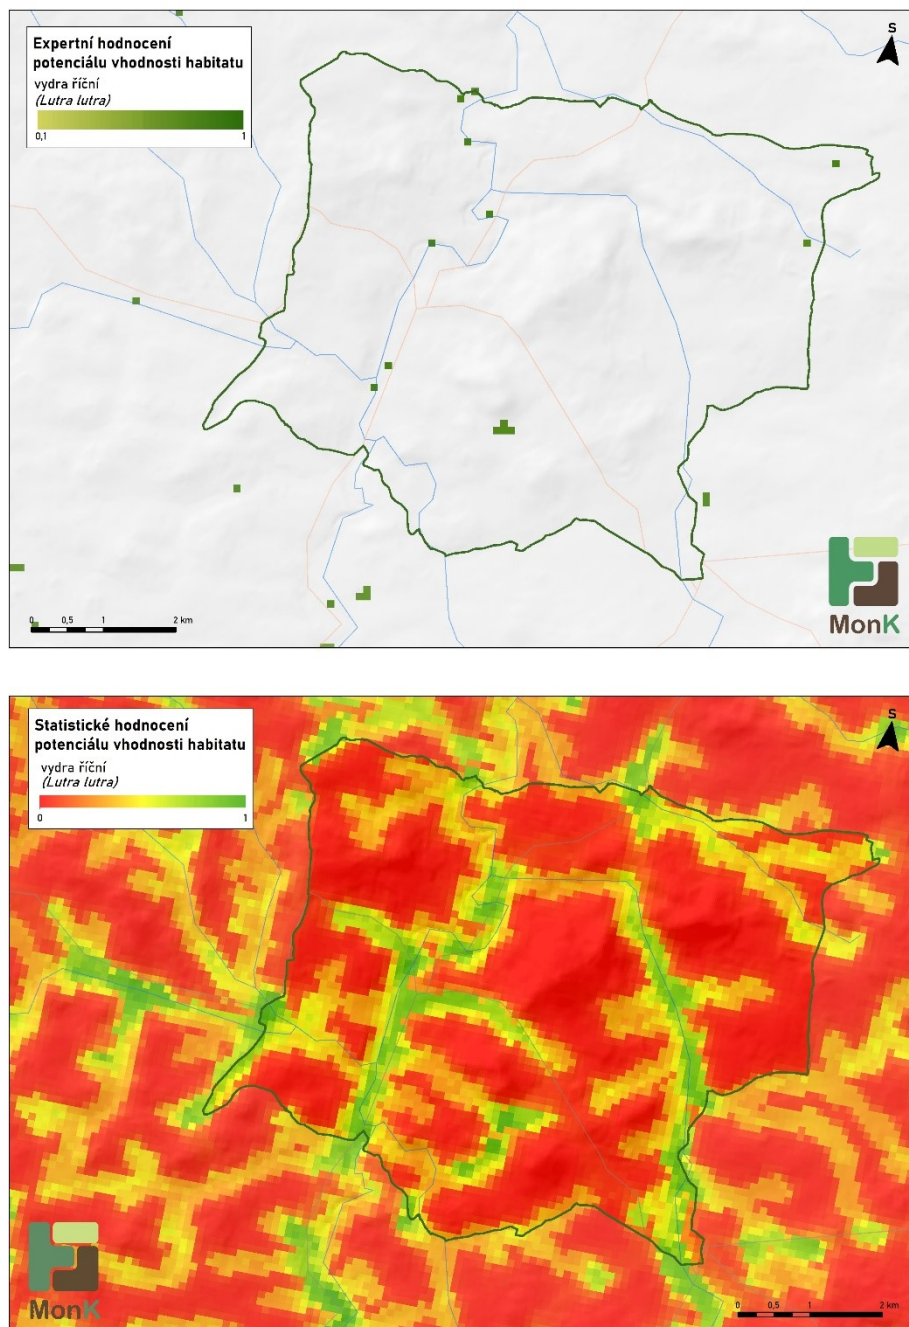 Expertní hodnocení
potenciálu vhodnosti habitatu
vydra říční
(Lutra lutra)
0,1 1
S
0 0,5 1 2 km
MonK
Statistické hodnocení
potenciálu vhodnosti habitatu
vydra říční
(Lutra lutra)
0 1
S
MonK
0 0,5 1 2 km